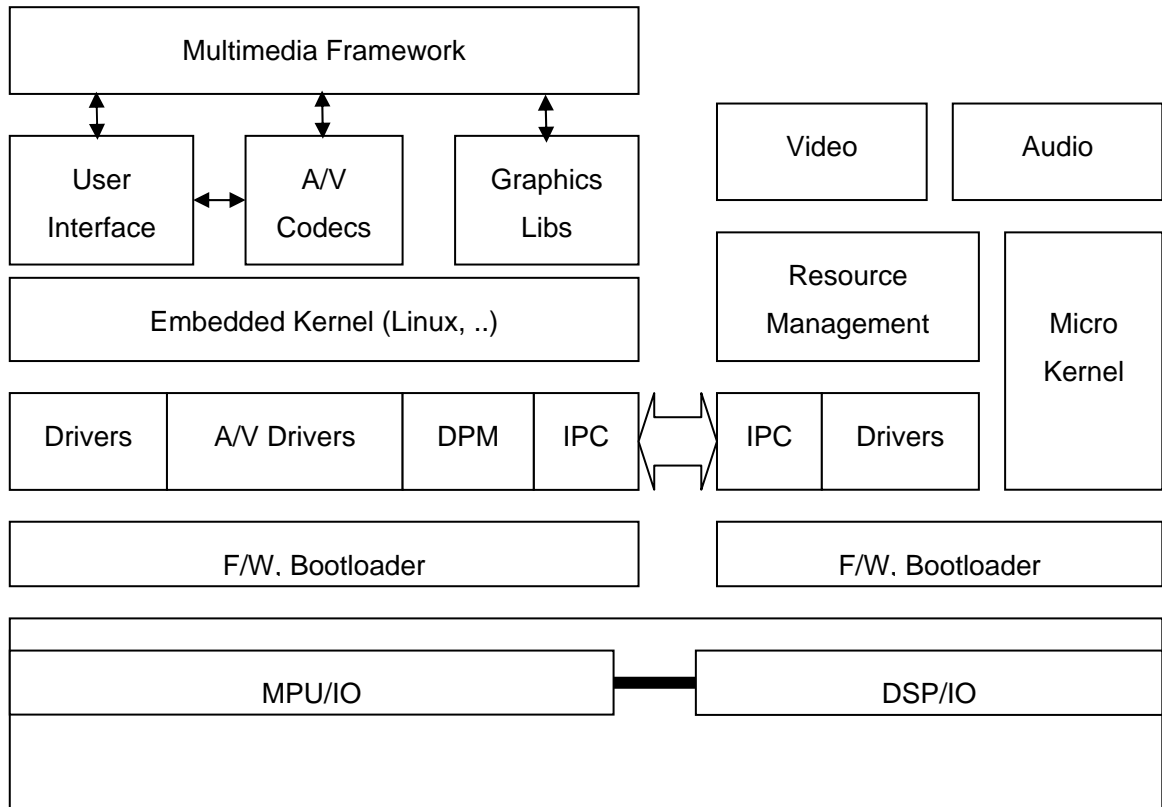 Multimedia Framework
User
Interface
A/V
Codecs
Graphics
Libs
Video
Audio
Embedded Kernel (Linux, ..)
Resource
Management
Micro
Kernel
Drivers
A/V Drivers
DPM
IPC
IPC
Drivers
F/W, Bootloader
F/W, Bootloader
MPU/IO
DSP/IO